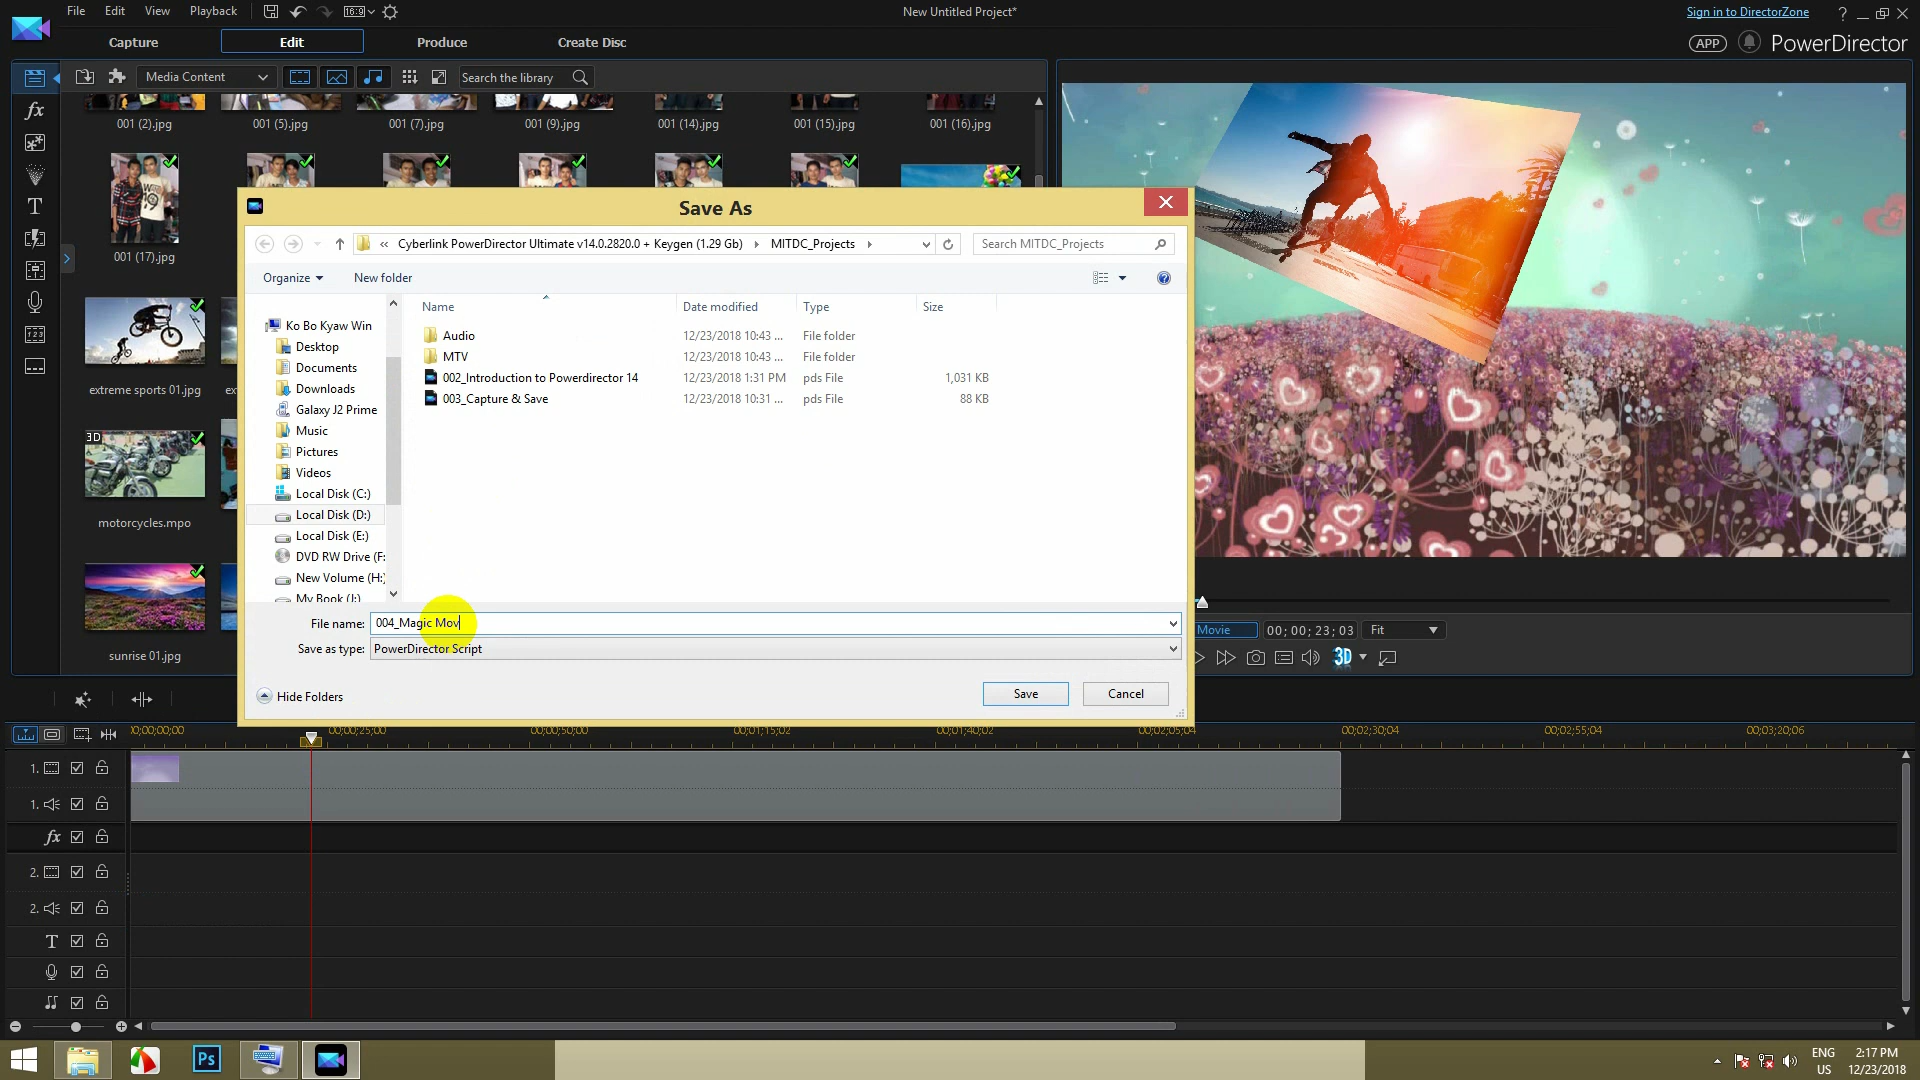 File Edit View Playback 16:9 New Untitled Project* Sign in to DirectorZone ?
Capture Edit Produce Create Disc APP PowerDirector
Media Content Search the library
001 (2).jpg 001 (5).jpg 001 (7).jpg 001 (9).jpg 001 (14).jpg 001 (15).jpg 001 (16).jpg
001 (17).jpg
extreme sports 01.jpg
3D
motorcycles.mpo
sunrise 01.jpg
Save As
« Cyberlink PowerDirector Ultimate v14.0.2820.0 + Keygen (1.29 Gb) MITDC_Projects Search MITDC_Projects
Organize New folder
Name Date modified Type Size
Audio 12/23/2018 10:43 ... File folder
MTV 12/23/2018 10:43 ... File folder
002_Introduction to Powerdirector 14 12/23/2018 1:31 PM pds File 1,031 KB
003_Capture & Save 12/23/2018 10:31 ... pds File 88 KB
Ko Bo Kyaw Win
Desktop
Documents
Downloads
Galaxy J2 Prime
Music
Pictures
Videos
Local Disk (C:)
Local Disk (D:)
Local Disk (E:)
DVD RW Drive (F:
New Volume (H:)
My Book (J:)
File name: 004_Magic Mov
Save as type: PowerDirector Script
Hide Folders Save Cancel
Movie 00; 00; 23; 03 Fit
3D
00;00;00;00 00;00;25;00 00;00;50;00 00;01;15;02 00;01;40;02 00;02;05;04 00;02;30;04 00;02;55;04 00;03;20;06
1.
1.
fx
2.
2.
T
Ps
ENG 2:17 PM
US 12/23/2018